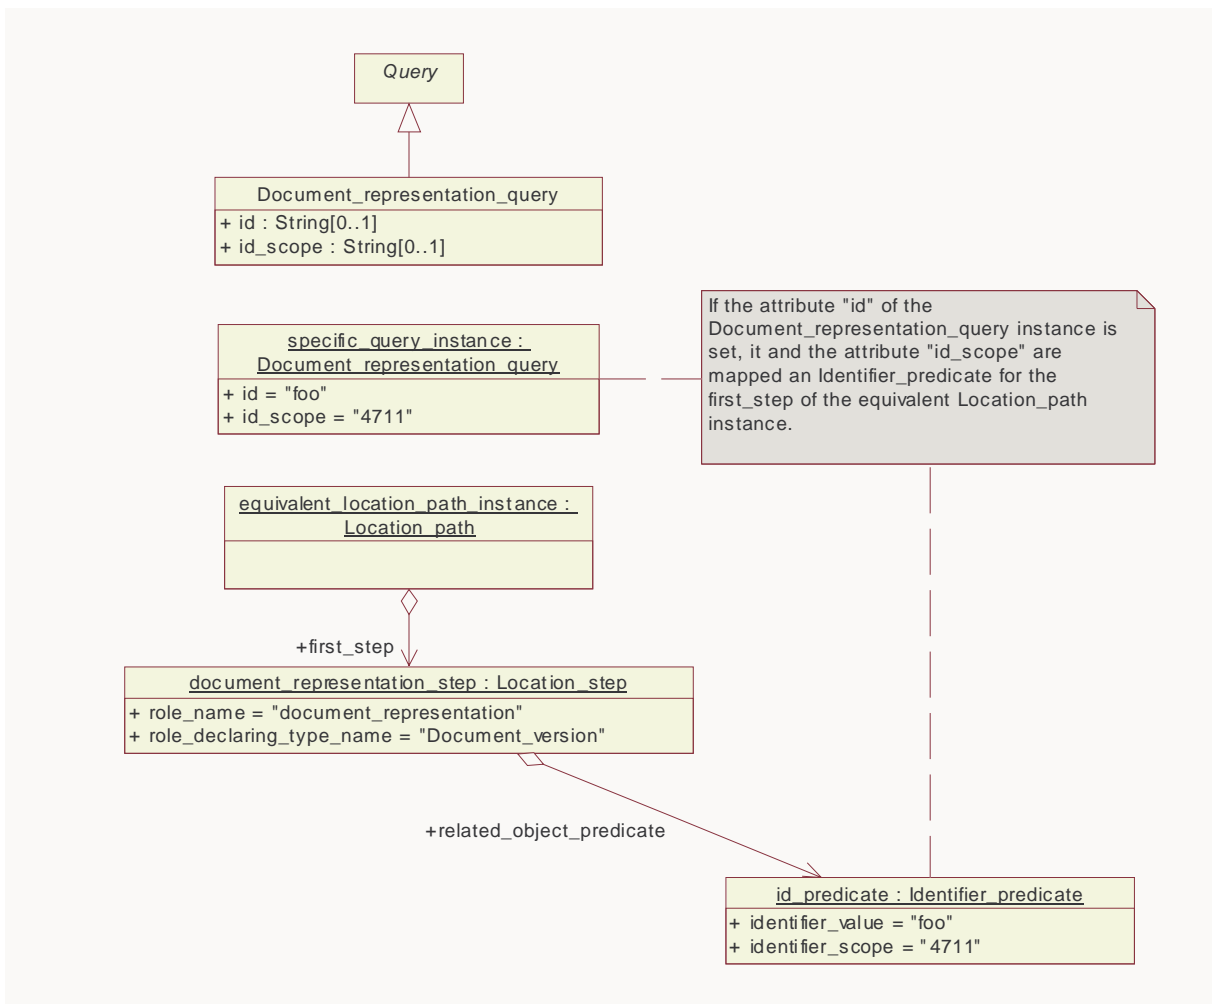 Query
Document_representation_query
+ id : String[0..1]
+ id_scope : String[0..1]
specific_query_instance :
Document_representation_query
+ id = "foo"
+ id_scope = "4711"
If the attribute "id" of the
Document_representation_query instance is
set, it and the attribute "id_scope" are
mapped an Identifier_predicate for the
first_step of the equivalent Location_path
instance.
equivalent_location_path_instance :
Location_path
+first_step
document_representation_step : Location_step
+ role_name = "document_representation"
+ role_declaring_type_name = "Document_version"
+related_object_predicate
id_predicate : Identifier_predicate
+ identifier_value = "foo"
+ identifier_scope = "4711"